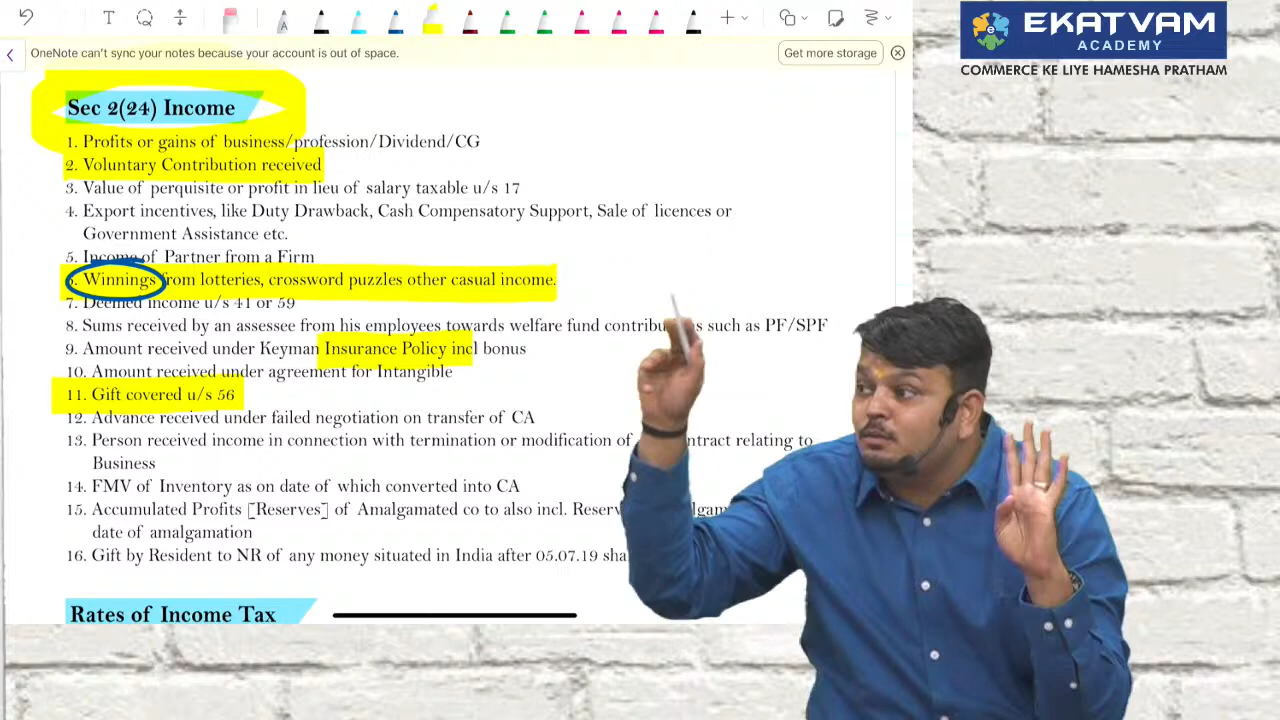 EKATVAM
ACADEMY
COMMERCE KE LIYE HAMESHA PRATHAM
OneNote can't sync your notes because your account is out of space.
Get more storage
Sec 2(24) Income
1. Profits or gains of business/profession/Dividend/CG
2. Voluntary Contribution received
3. Value of perquisite or profit in lieu of salary taxable u/s 17
4. Export incentives, like Duty Drawback, Cash Compensatory Support, Sale of licences or
Government Assistance etc.
5. Income of Partner from a Firm
6. Winnings from lotteries, crossword puzzles other casual income.
7. Deemed income u/s 41 or 59
8. Sums received by an assessee from his employees towards welfare fund such as PF/SPF
9. Amount received under Keyman Insurance Policy incl bonus
10. Amount received under agreement for Intangible
11. Gift covered u/s 56
12. Advance received under failed negotiation on transfer of CA
13. Person received income in connection with termination or modification of relating to
Business
14. FMV of Inventory as on date of which converted into CA
15. Accumulated Profits [Reserves] of Amalgamated co to also incl.
date of amalgamation
16. Gift by Resident to NR of any money situated in India after 05.07.19
Rates of Income Tax